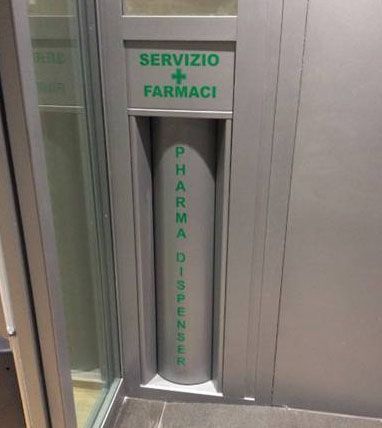 SERVIZIO
FARMACI
PHARMA DISPENSER